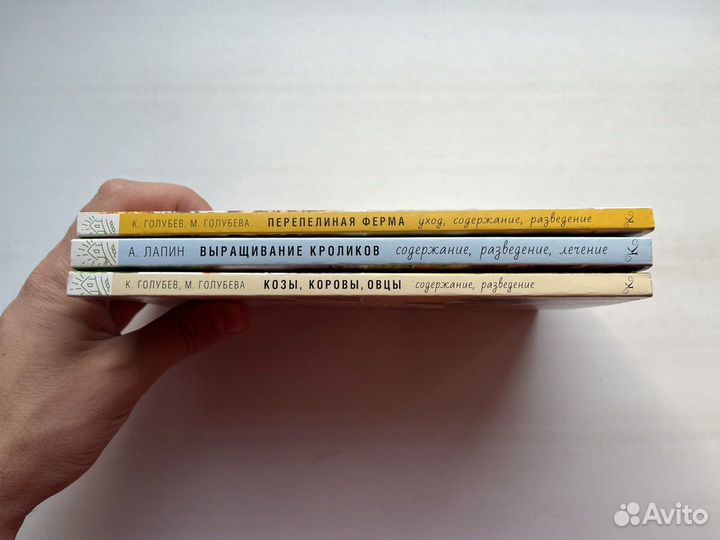 К. ГОЛУБЕВ, М. ГОЛУБЕВА ПЕРЕПЕЛИНАЯ ФЕРМА уход, содержание, разведение К
А. ЛАПИН ВЫРАЩИВАНИЕ КРОЛИКОВ содержание, разведение, лечение К
К. ГОЛУБЕВ, М. ГОЛУБЕВА КОЗЫ, КОРОВЫ, ОВЦЫ содержание, разведение К
Avito